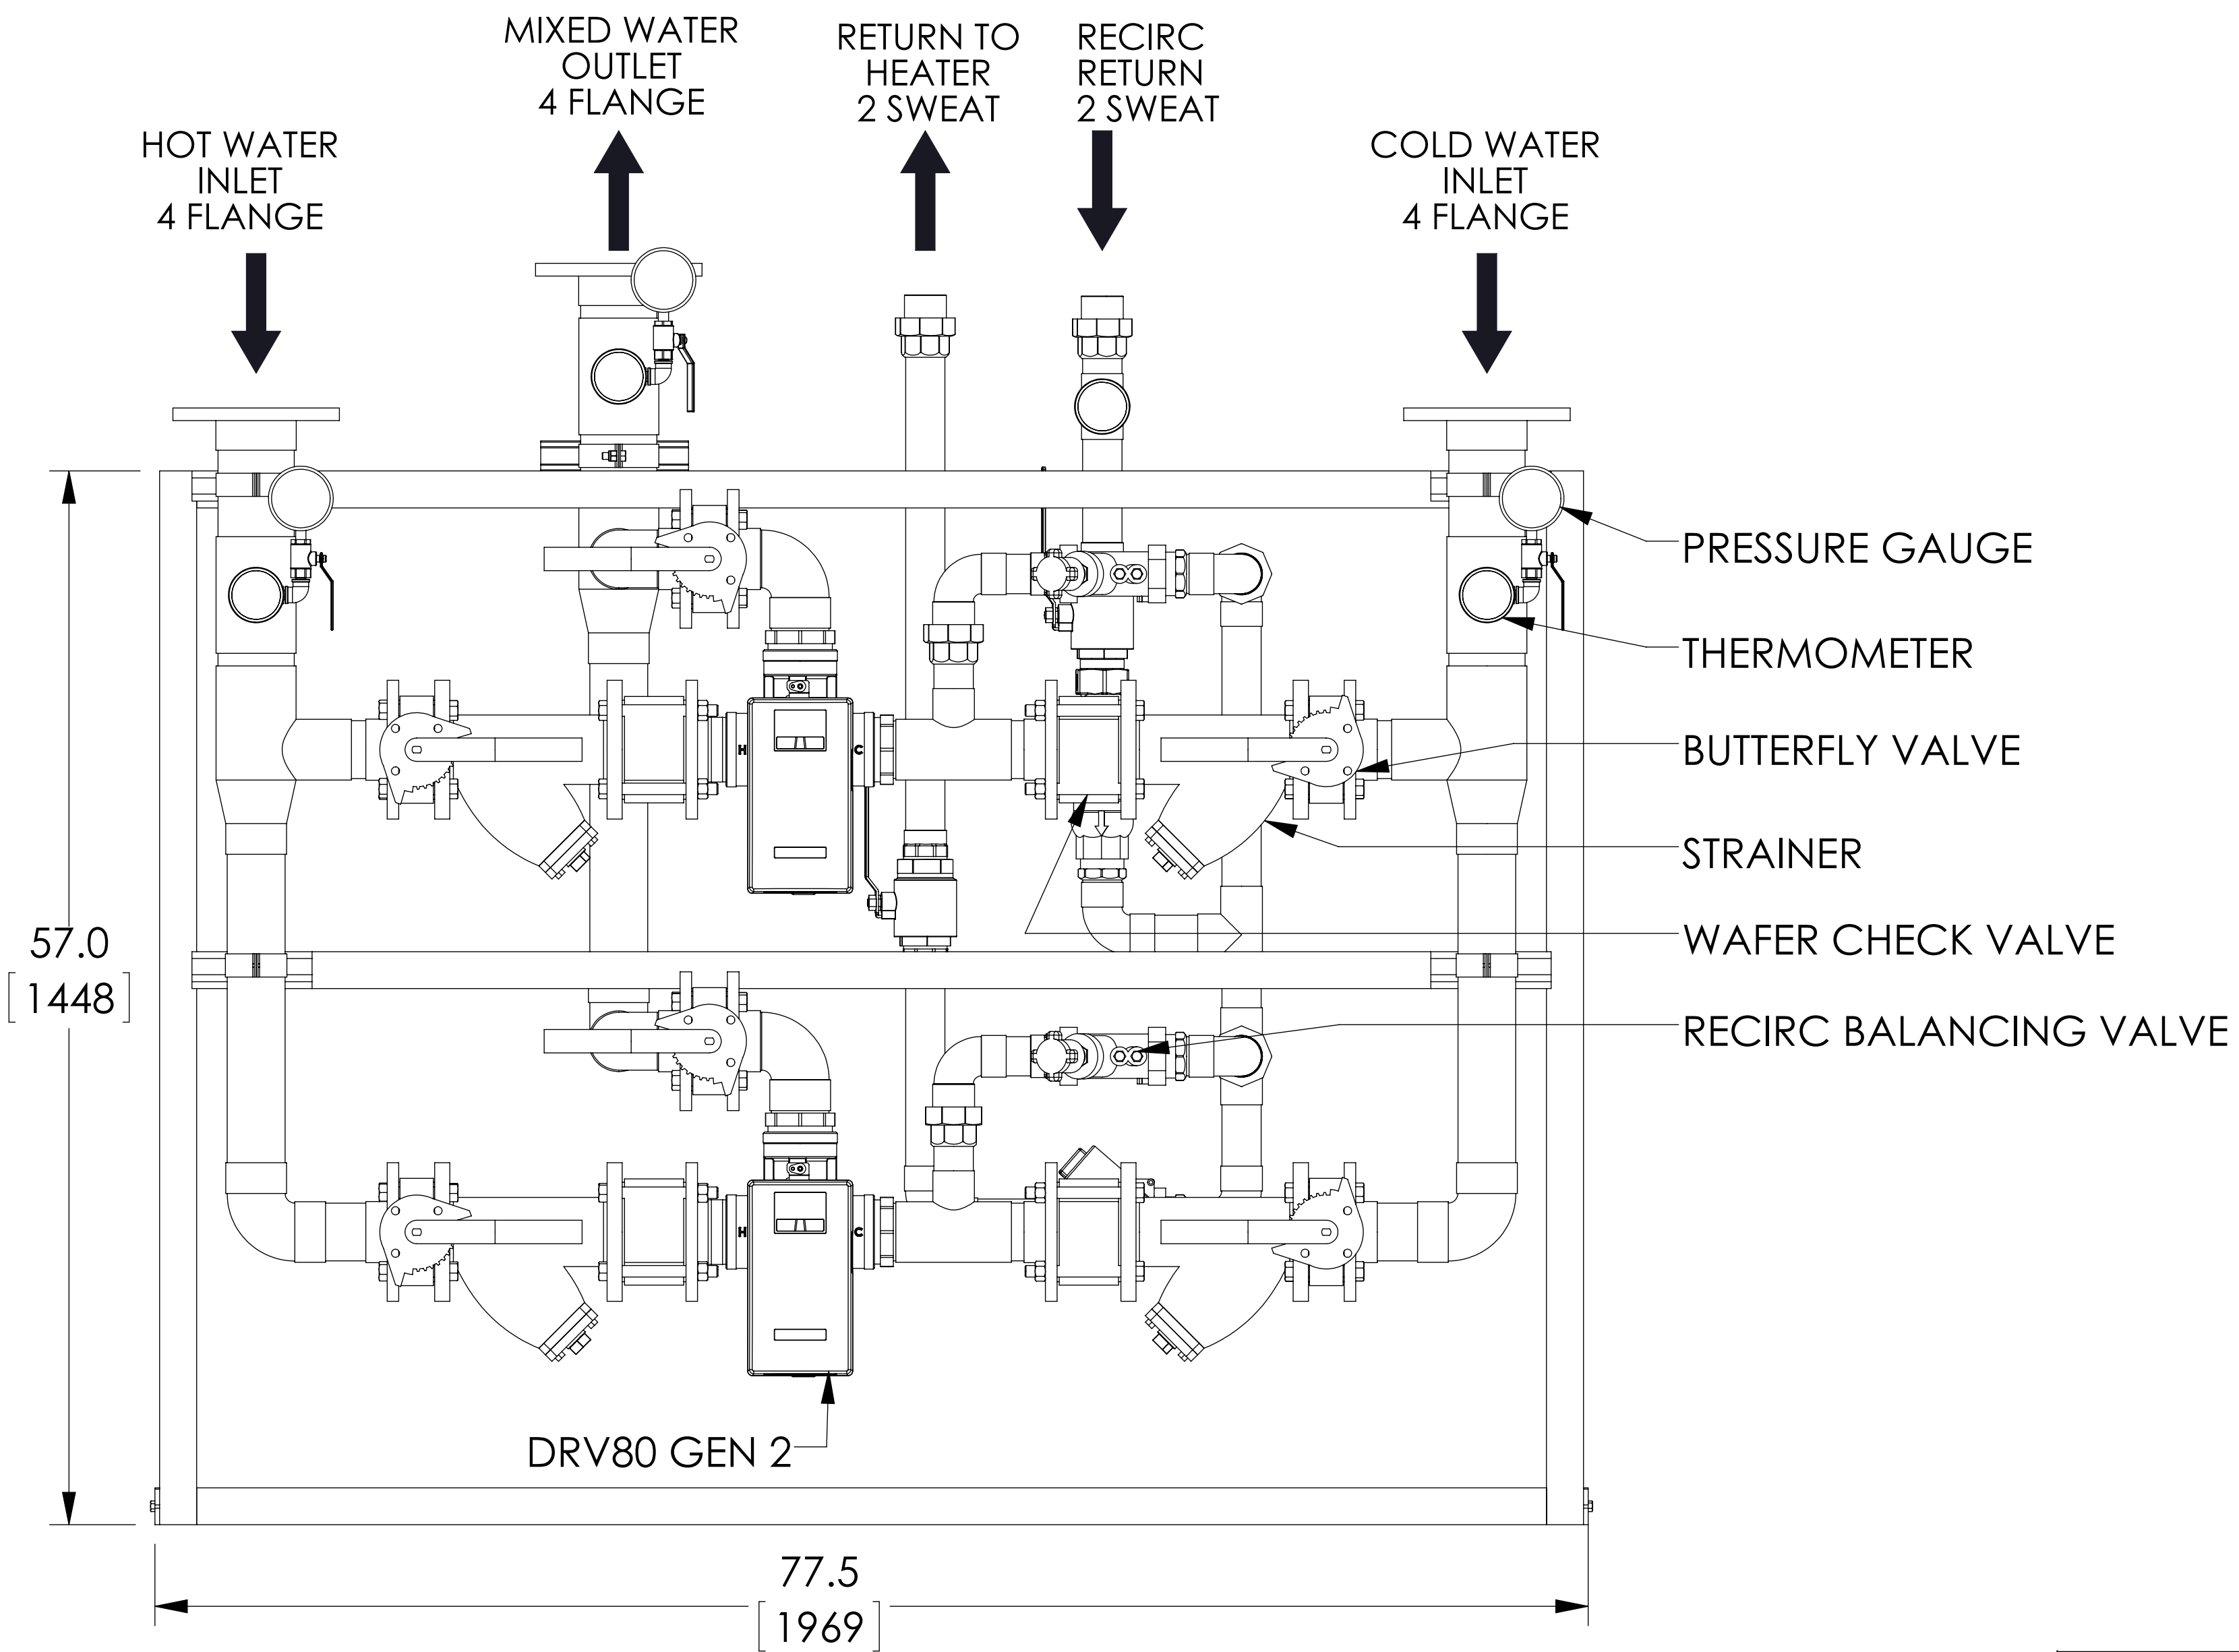 MIXED WATER
OUTLET
4 FLANGE
RETURN TO
HEATER
2 SWEAT
RECIRC
RETURN
2 SWEAT
HOT WATER
INLET
4 FLANGE
COLD WATER
INLET
4 FLANGE
PRESSURE GAUGE
THERMOMETER
BUTTERFLY VALVE
H
C
STRAINER
WAFER CHECK VALVE
57.0
[1448]
RECIRC BALANCING VALVE
H
C
DRV80 GEN 2
77.5
[1969]